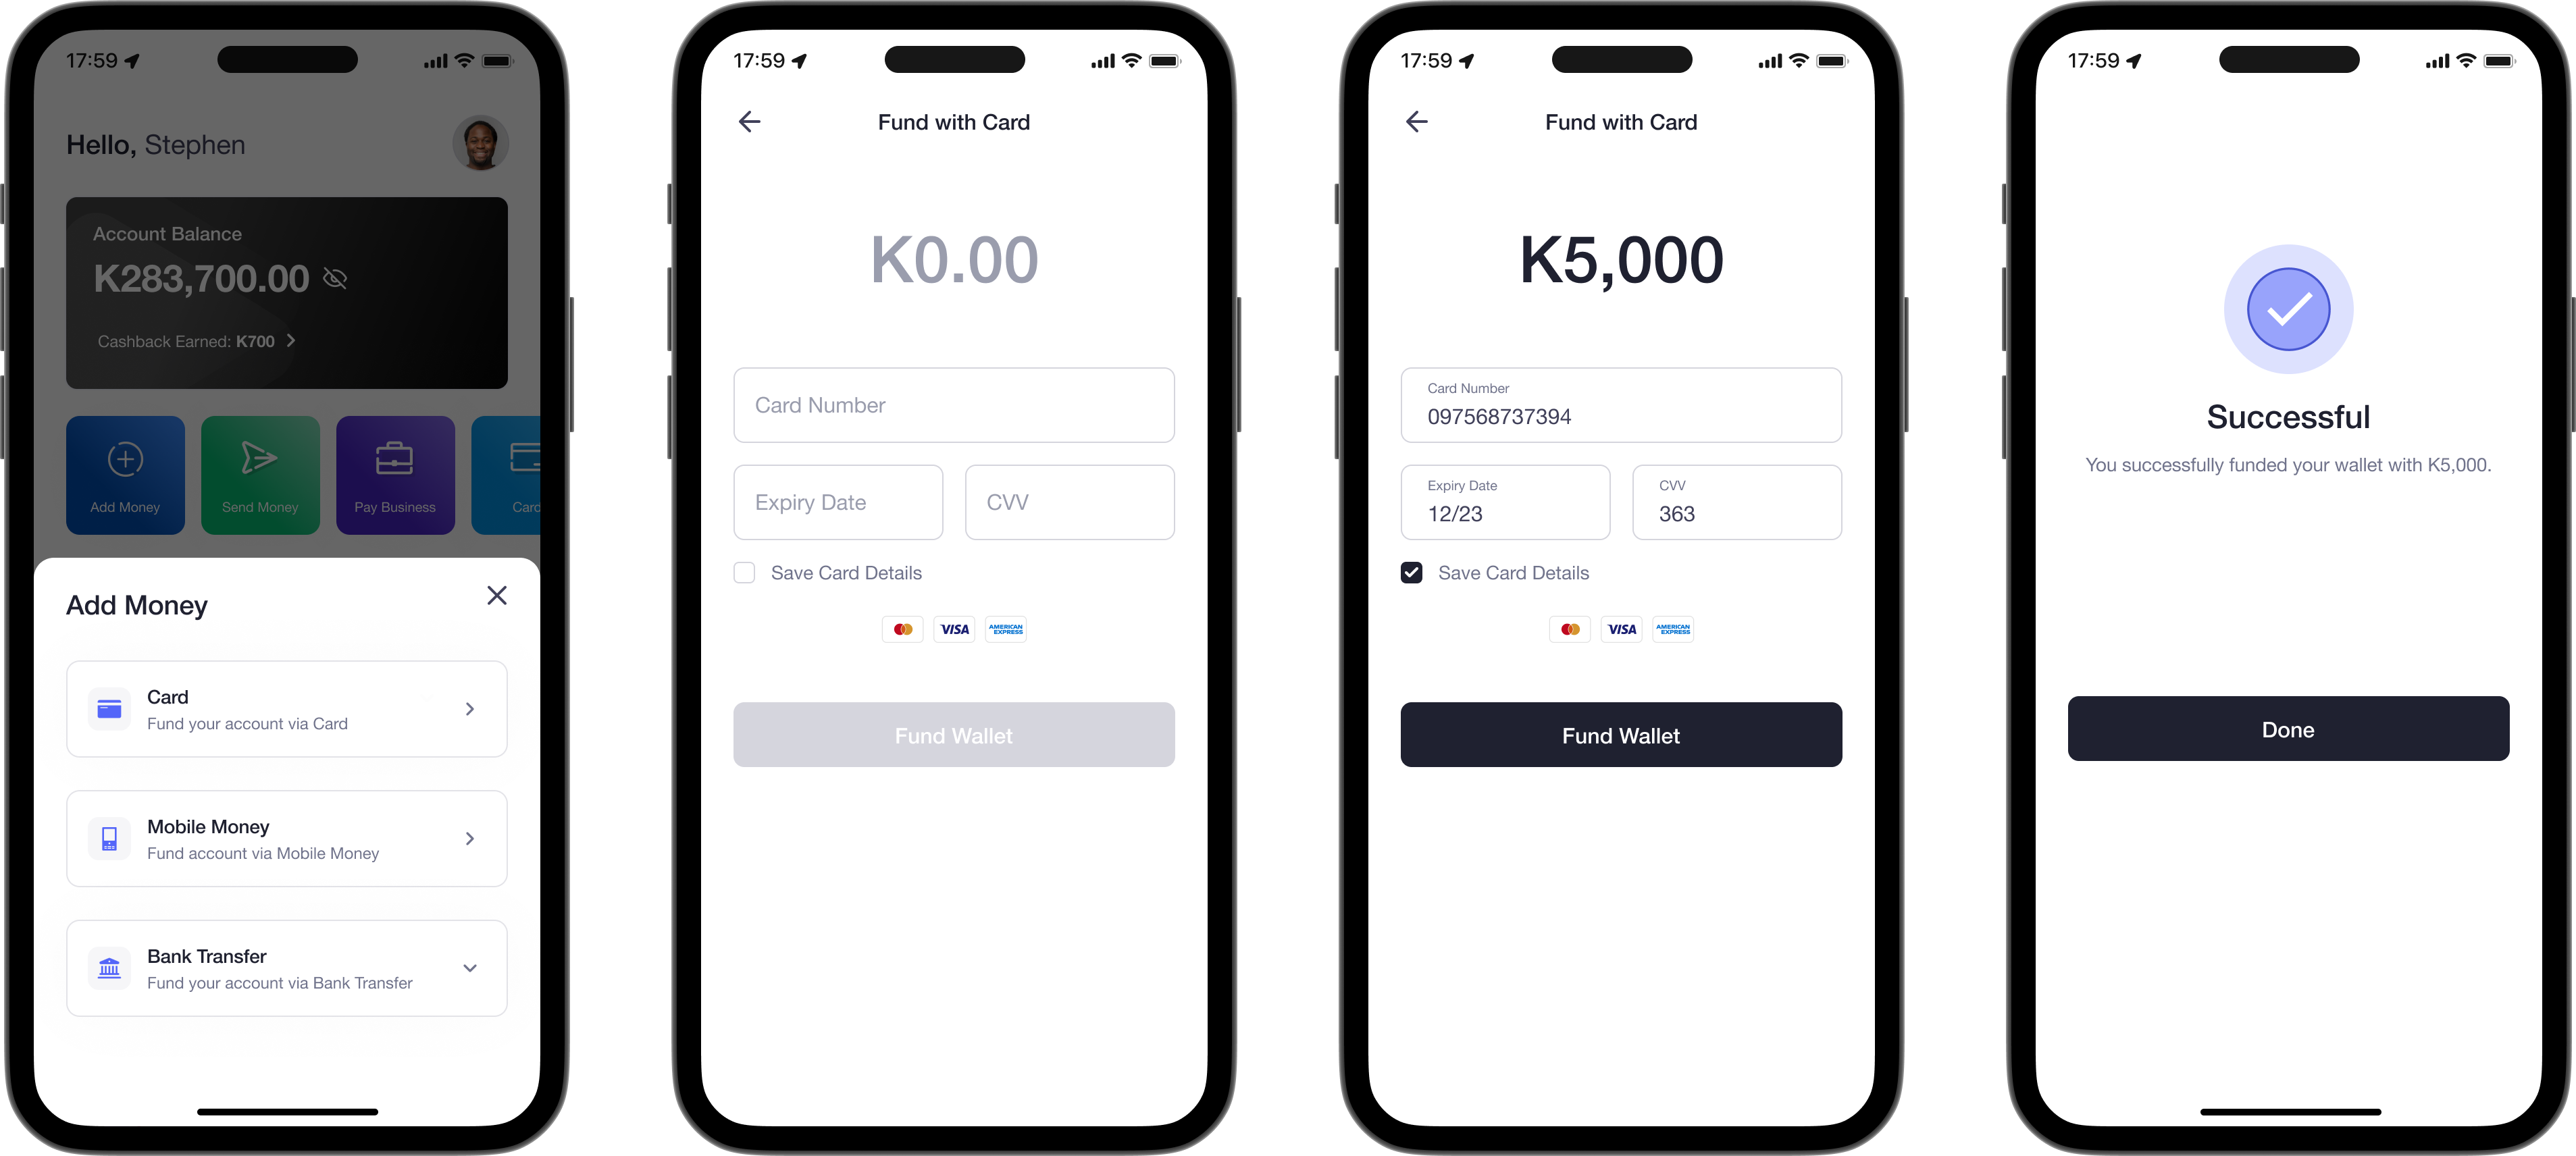 17:59
Hello, Stephen
Account Balance
K283,700.00
Cashback Earned: K700
Add Money
Send Money
Pay Business
Card
Add Money
Card
Fund your account via Card
Mobile Money
Fund account via Mobile Money
Bank Transfer
Fund your account via Bank Transfer
17:59
Fund with Card
K0.00
Card Number
Expiry Date
CVV
Save Card Details
VISA
AMERICAN
EXPRESS
Fund Wallet
17:59
Fund with Card
K5,000
Card Number
097568737394
Expiry Date
12/23
CVV
363
Save Card Details
VISA
AMERICAN
EXPRESS
Fund Wallet
17:59
Successful
You successfully funded your wallet with K5,000.
Done